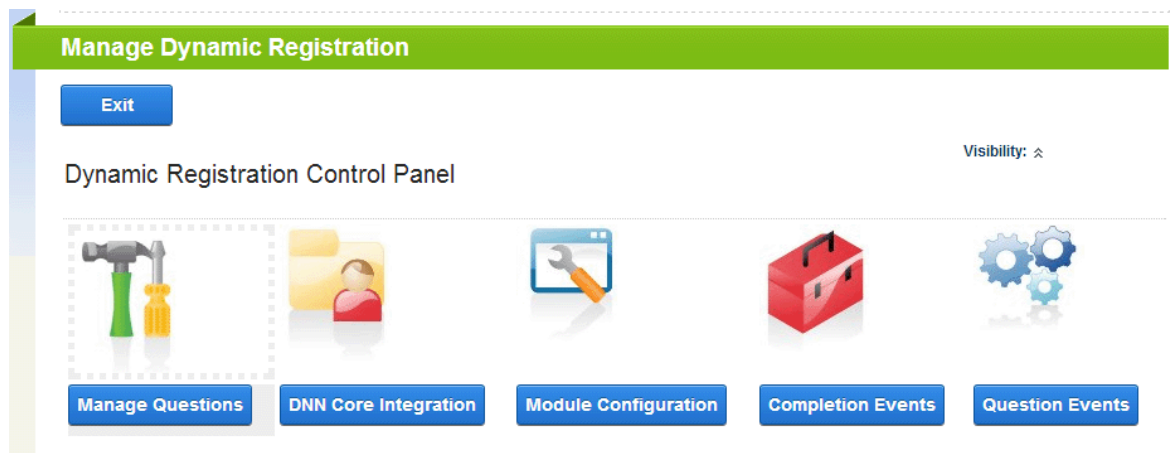 Manage Dynamic Registration
Exit
Visibility:
Dynamic Registration Control Panel
Manage Questions DNN Core Integration Module Configuration Completion Events Question Events